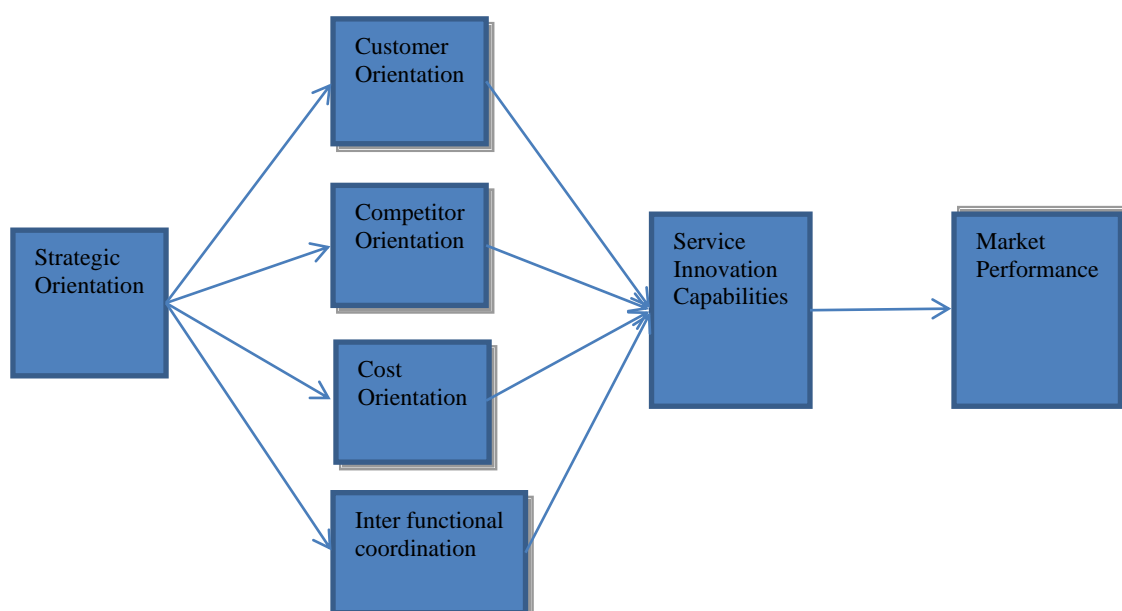 Customer
Orientation
Competitor
Orientation
Strategic
Orientation
Cost
Orientation
Inter functional
coordination
Service
Innovation
Capabilities
Market
Performance